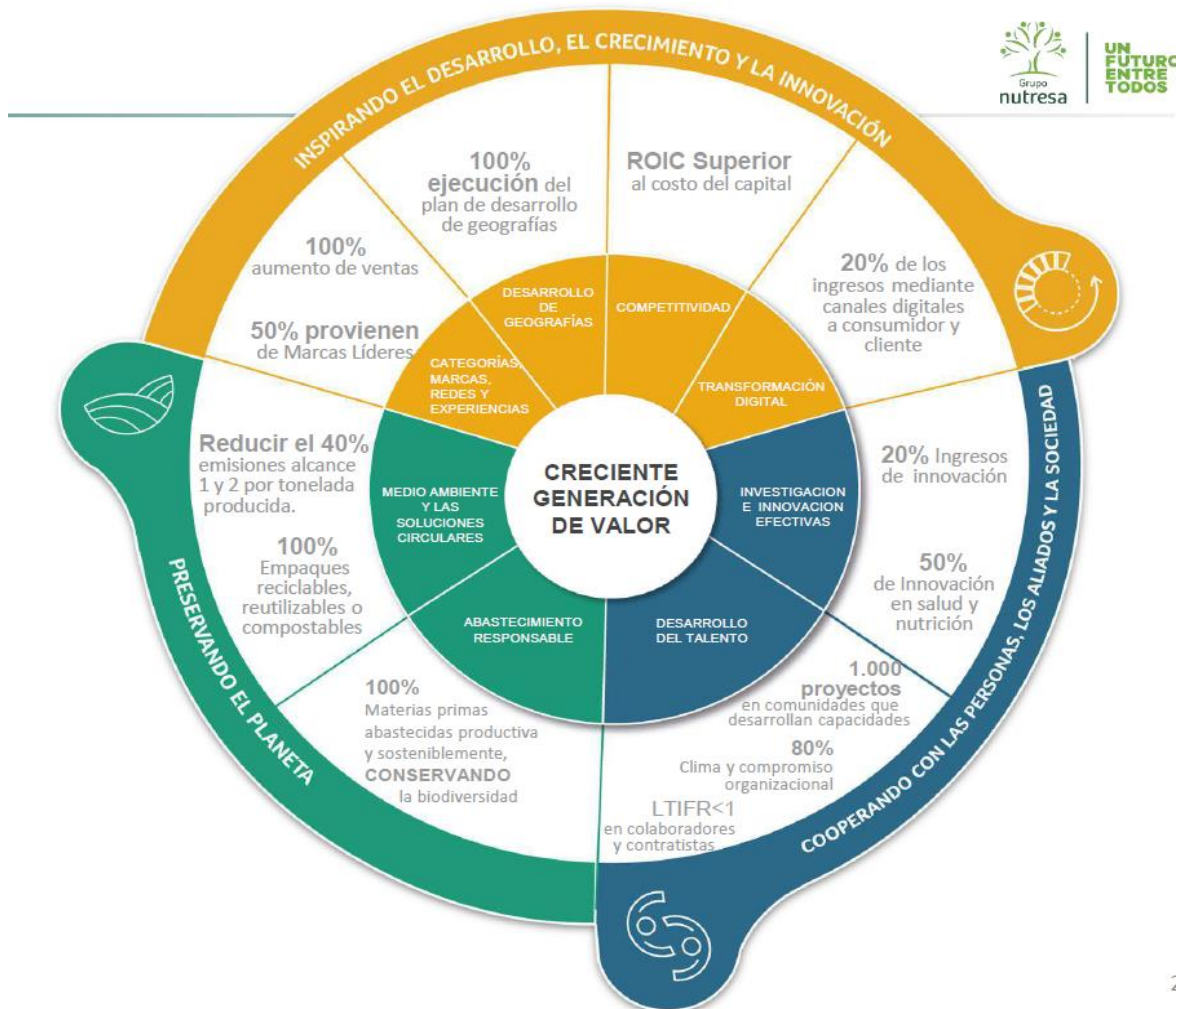 INSPIRANDO EL DESARROLLO, EL CRECIMIENTO Y LA INNOVACIÓN
Grupo
nutresa
UN
FUTURO
ENTRE
TODOS
100%
ejecución del
plan de desarrollo
de geografías
ROIC Superior
al costo del capital
100%
aumento de ventas
50% provienen
de Marcas Líderes
20% de los
ingresos mediante
canales digitales
a consumidor y
cliente
DESARROLLO
DE
GEOGRAFÍAS
COMPETITIVIDAD
CATEGORÍAS,
MARCAS,
REDES Y
EXPERIENCIAS
TRANSFORMACIÓN
DIGITAL
CRECIENTE
GENERACIÓN
DE VALOR
Reducir el 40%
emisiones alcance
1 y 2 por tonelada
producida.
100%
Empaques
reciclables,
reutilizables o
compostables
MEDIO AMBIENTE
Y LAS
SOLUCIONES
CIRCULARES
INVESTIGACION
E INNOVACION
EFECTIVAS
20% Ingresos
de innovación
50%
de Innovación
en salud y
nutrición
ABASTECIMIENTO
RESPONSABLE
DESARROLLO
DEL TALENTO
100%
Materias primas
abastecidas productiva
y sosteniblemente,
CONSERVANDO
la biodiversidad
1.000
proyectos
en comunidades que
desarrollan capacidades
80%
Clima y compromiso
organizacional
LTIFR<1
en colaboradores
y contratistas
PRESERVANDO EL PLANETA
COOPERANDO CON LAS PERSONAS, LOS ALIADOS Y LA SOCIEDAD
2